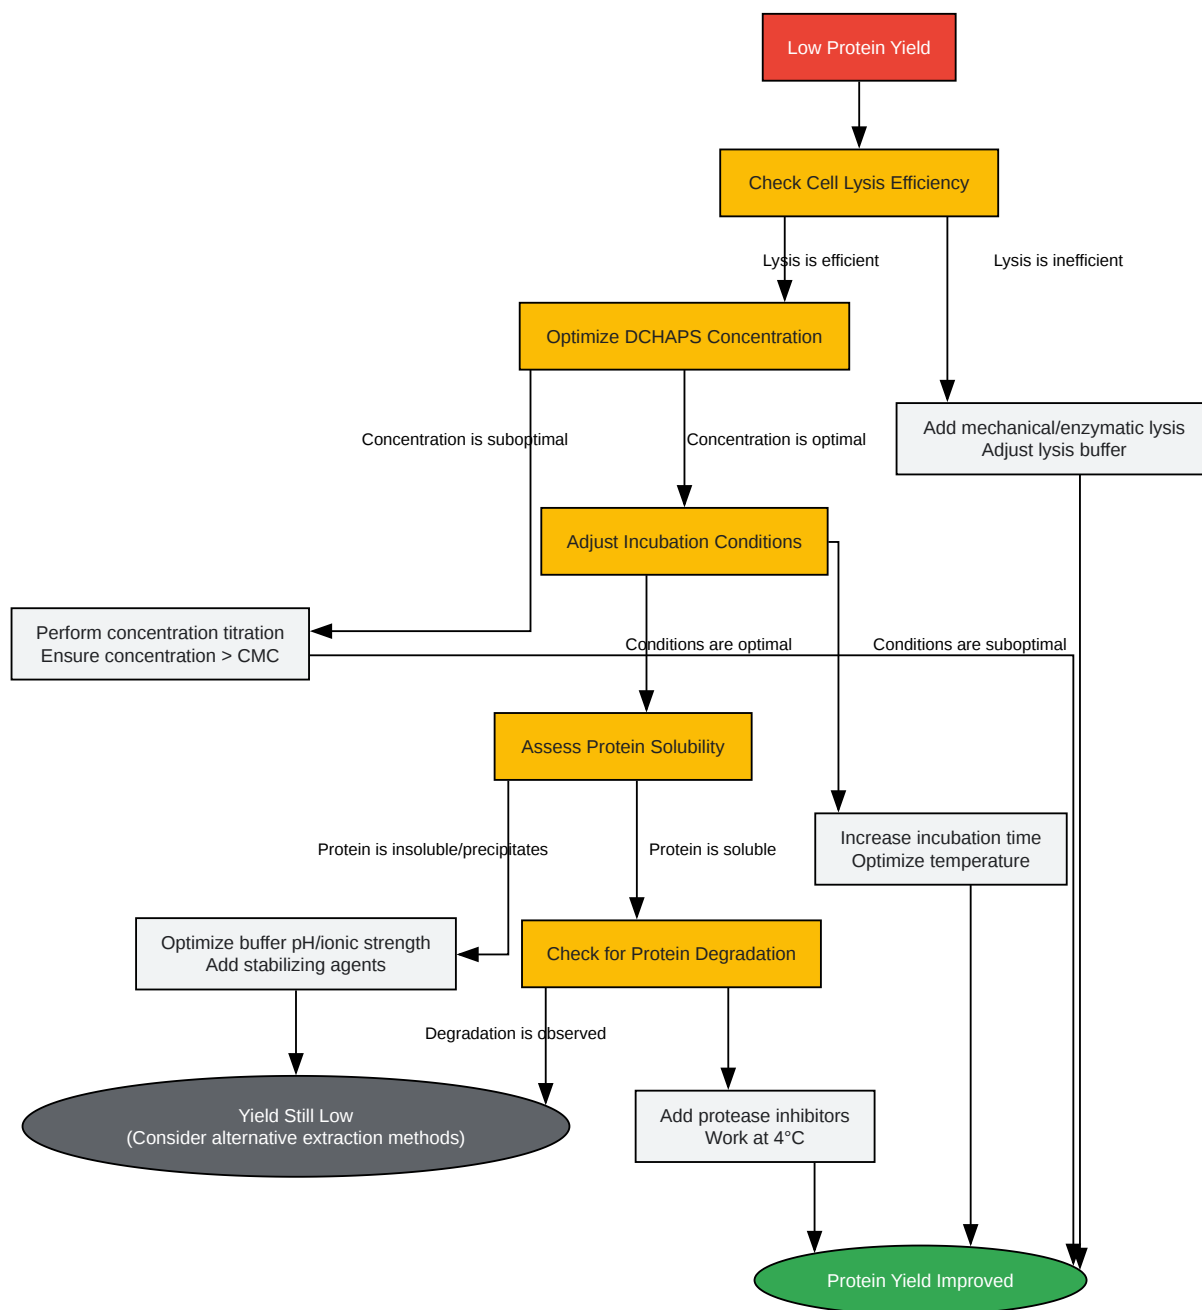 Low Protein Yield
Check Cell Lysis Efficiency
Lysis is efficient
Lysis is inefficient
Optimize DCHAPS Concentration
Add mechanical/enzymatic lysis
Adjust lysis buffer
Concentration is suboptimal
Concentration is optimal
Adjust Incubation Conditions
Perform concentration titration
Ensure concentration > CMC
Conditions are optimal
Conditions are suboptimal
Assess Protein Solubility
Increase incubation time
Optimize temperature
Protein is insoluble/precipitates
Protein is soluble
Optimize buffer pH/ionic strength
Add stabilizing agents
Check for Protein Degradation
Degradation is observed
Yield Still Low
(Consider alternative extraction methods)
Add protease inhibitors
Work at 4°C
Protein Yield Improved